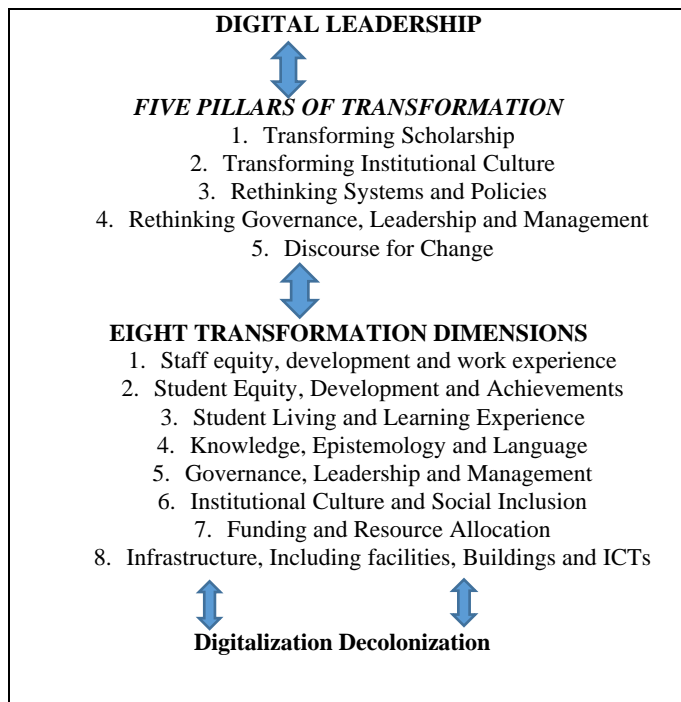 DIGITAL LEADERSHIP
FIVE PILLARS OF TRANSFORMATION
1. Transforming Scholarship
2. Transforming Institutional Culture
3. Rethinking Systems and Policies
4. Rethinking Governance, Leadership and Management
5. Discourse for Change
EIGHT TRANSFORMATION DIMENSIONS
1. Staff equity, development and work experience
2. Student Equity, Development and Achievements
3. Student Living and Learning Experience
4. Knowledge, Epistemology and Language
5. Governance, Leadership and Management
6. Institutional Culture and Social Inclusion
7. Funding and Resource Allocation
8. Infrastructure, Including facilities, Buildings and ICTs
Digitalization Decolonization